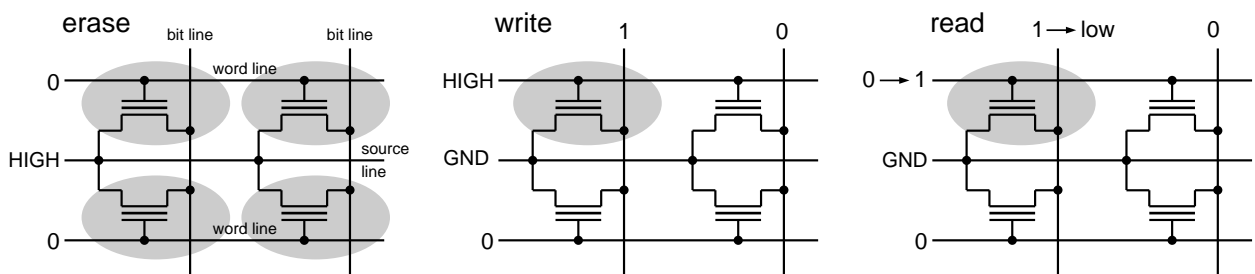 erase
bit line
bit line
0
word line
HIGH
source
line
0
word line
write
1
0
HIGH
GND
0
read
1 → low
0
0 → 1
GND
0